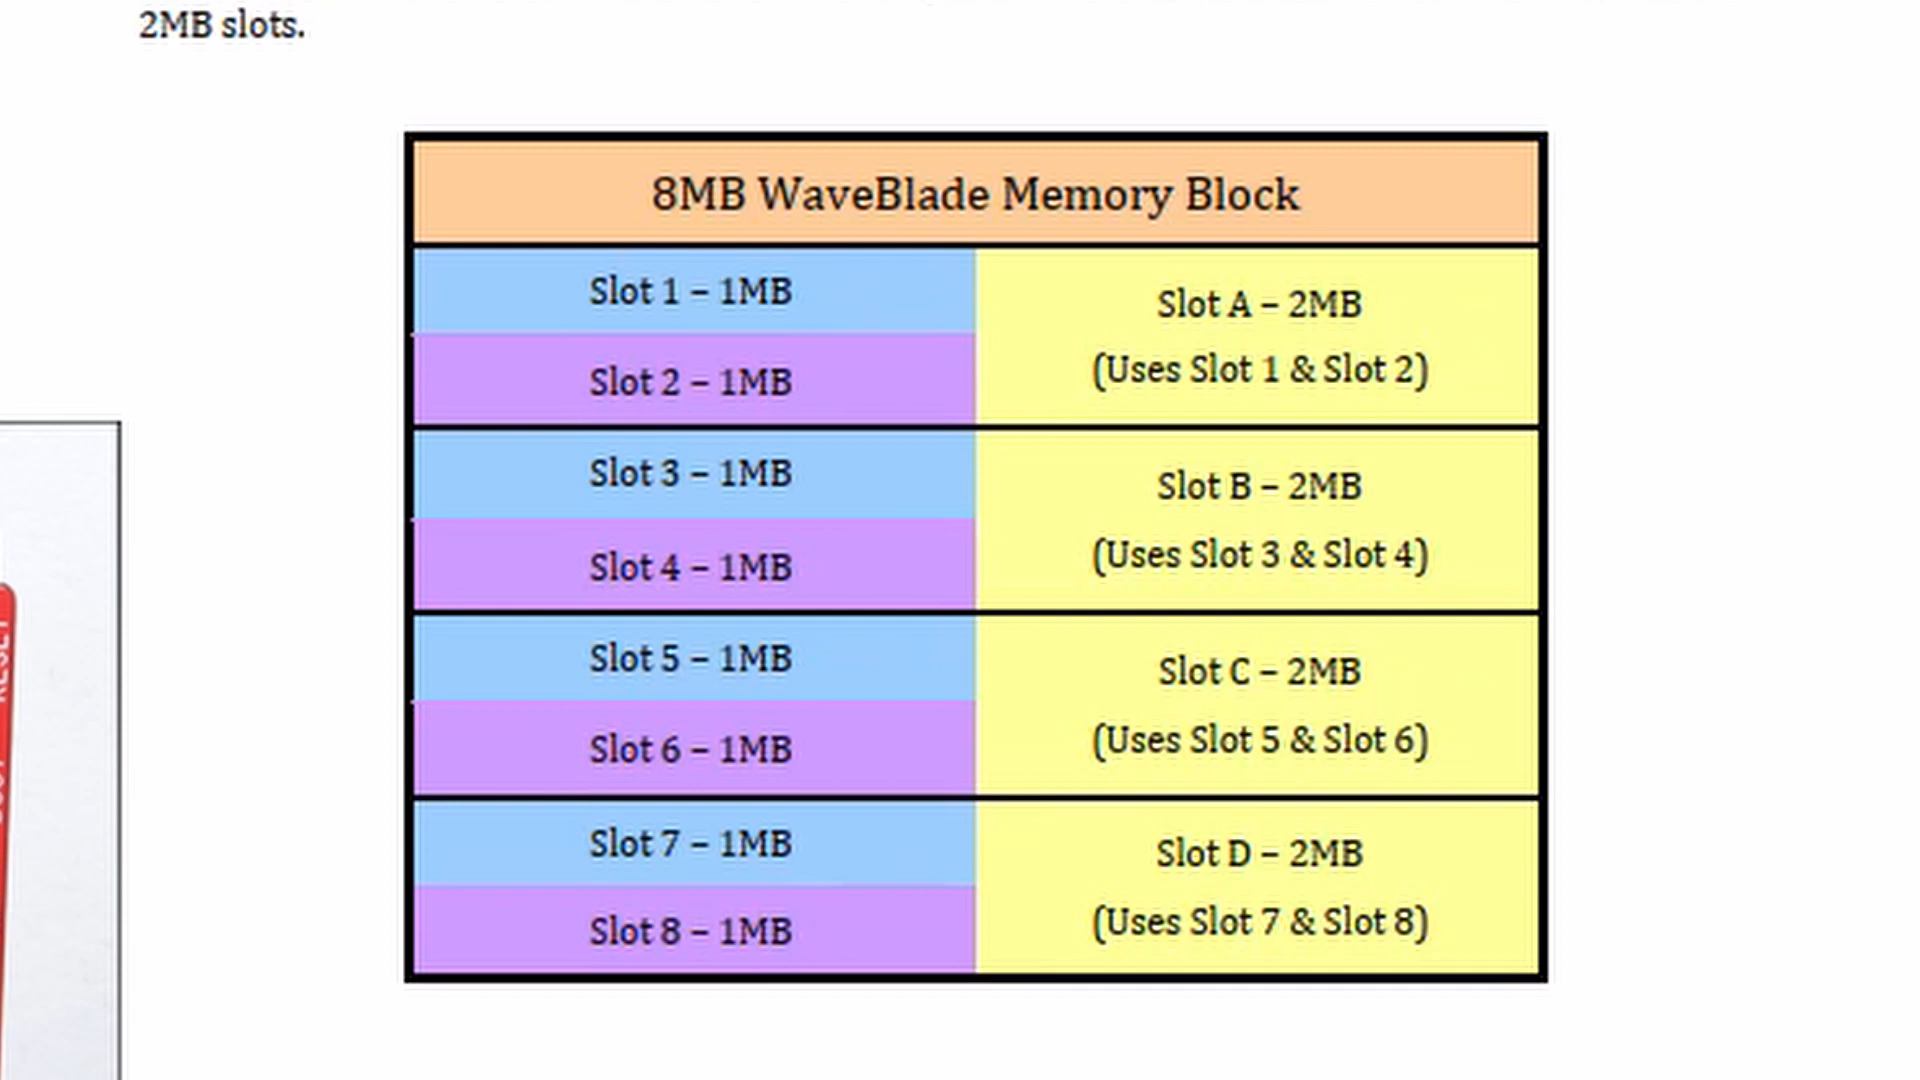 2MB slots.
8MB WaveBlade Memory Block
Slot 1 – 1MB
Slot A – 2MB
(Uses Slot 1 & Slot 2)
Slot 2 – 1MB
Slot 3 – 1MB
Slot B – 2MB
(Uses Slot 3 & Slot 4)
Slot 4 – 1MB
Slot 5 – 1MB
Slot C – 2MB
(Uses Slot 5 & Slot 6)
Slot 6 – 1MB
Slot 7 – 1MB
Slot D – 2MB
(Uses Slot 7 & Slot 8)
Slot 8 – 1MB